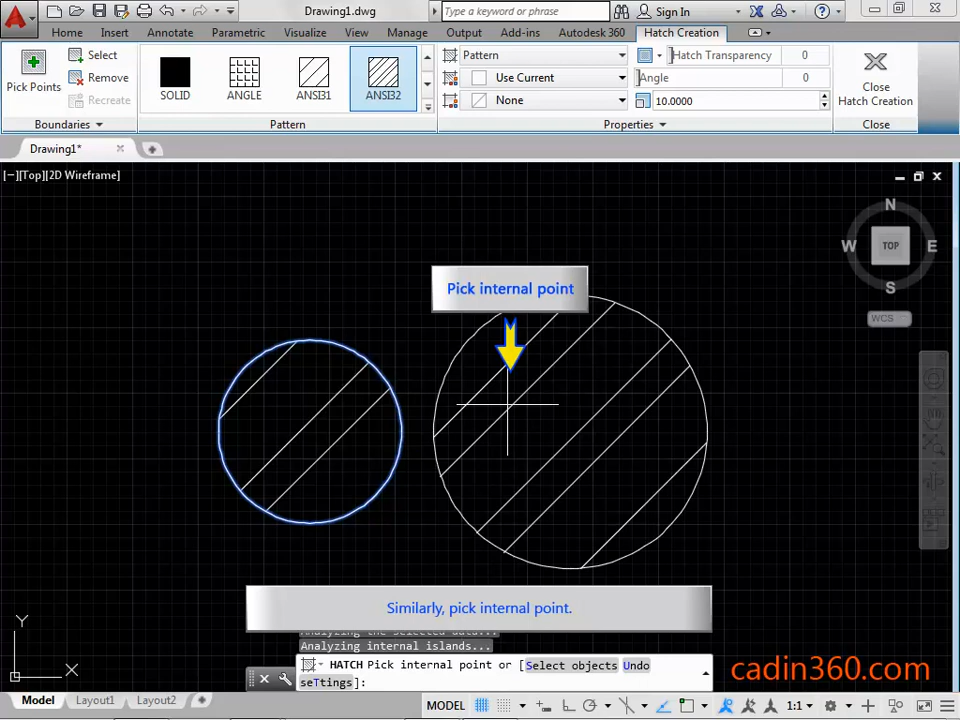 Drawing1.dwg
Type a keyword or phrase
Sign In
Home Insert Annotate Parametric Visualize View Manage Output Add-ins Autodesk 360 Hatch Creation
Pick Points
Select
Remove
Recreate
Boundaries
SOLID
ANGLE
ANSI31
ANSI32
Pattern
Pattern
Use Current
None
Hatch Transparency 0
Angle 0
10.0000
Properties
Close
Hatch Creation
Close
Drawing1*
[−][Top][2D Wireframe]
N
W TOP E
S
WCS
Pick internal point
Similarly, pick internal point.
Analyzing the selected data...
Analyzing internal islands...
HATCH Pick internal point or [Select objects Undo
seTtings]:
Y
X
cadin360.com
Model Layout1 Layout2
MODEL
1:1